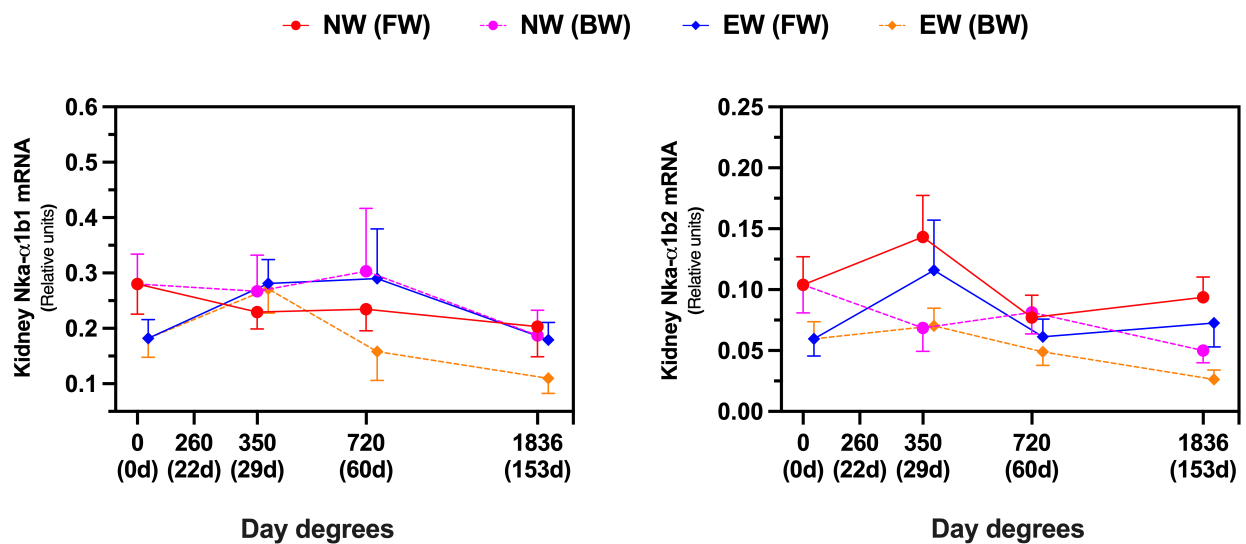 NW (FW) NW (BW) EW (FW) EW (BW)
Kidney Nka-α1b1 mRNA
(Relative units)
0.6
0.5
0.4
0.3
0.2
0.1
0 260 350 720 1836
(0d) (22d) (29d) (60d) (153d)
Day degrees
Kidney Nka-α1b2 mRNA
(Relative units)
0.25
0.20
0.15
0.10
0.05
0.00
0 260 350 720 1836
(0d) (22d) (29d) (60d) (153d)
Day degrees